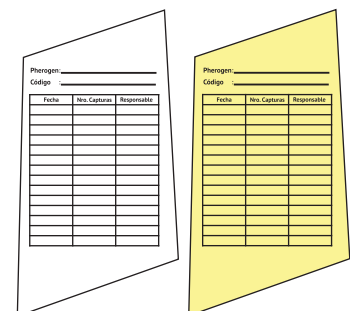 Pherogen:
Código :
Fecha Nro. Capturas Responsable
Pherogen:
Código :
Fecha Nro. Capturas Responsable